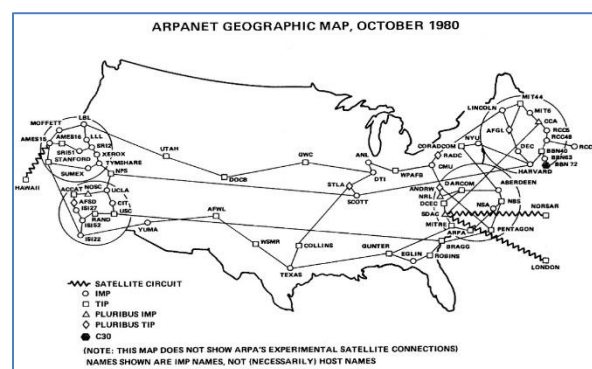 ARPANET GEOGRAPHIC MAP, OCTOBER 1980
MOFFETT
LBL
AMES15
AMES16
LLL
SRI2
SRI51
XEROX
STANFORD
TYMSHARE
SUMEX
NPS
HAWAII
ACCAT
NOSC
UCLA
AFSD
CIT
ISI27
RAND
USC
ISI52
ISI22
UTAH
DOCB
GWC
YUMA
AFWL
WSMR
TEXAS
COLLINS
STLA
ANL
DTI
SCOTT
WPAFB
GUNTER
EGLIN
ROBINS
CORADCOM
RADC
CMU
NYU
LINCOLN
MIT44
MIT6
CCA
AFGL
RCC5
RCC49
DEC
BBN40
BBN63
BBN 72
HARVARD
ANDRW
DARCOM
ABERDEEN
NRL
DCEC
NSA
NBS
SDAC
NORSAR
MITRE
ARPA
PENTAGON
BRAGG
LONDON
SATELLITE CIRCUIT
IMP
TIP
PLURIBUS IMP
PLURIBUS TIP
C30
(NOTE: THIS MAP DOES NOT SHOW ARPA'S EXPERIMENTAL SATELLITE CONNECTIONS)
NAMES SHOWN ARE IMP NAMES, NOT (NECESSARILY) HOST NAMES